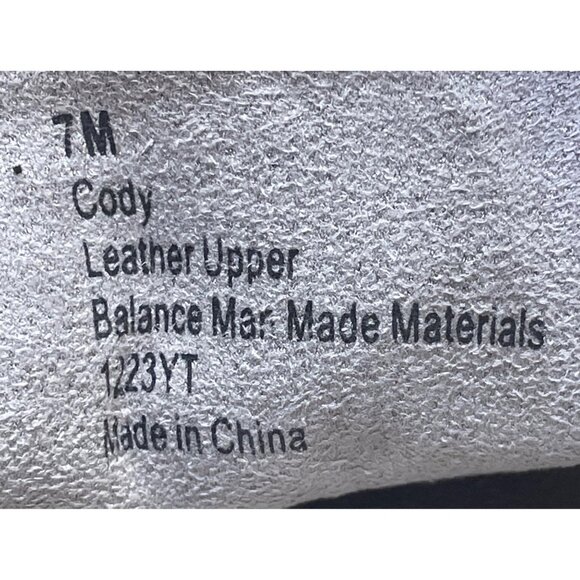 7M
Cody
Leather Upper
Balance Man Made Materials
1223YT
Made in China